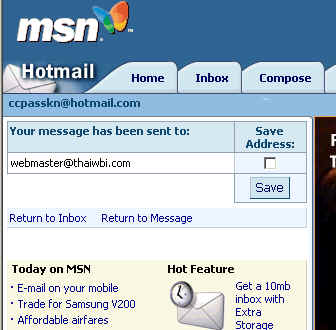 msn
Hotmail
Home Inbox Compose
ccpasskn@hotmail.com
Your message has been sent to:
Save Address:
webmaster@thaiwbi.com
Save
Return to Inbox Return to Message
Today on MSN
E-mail on your mobile
Trade for Samsung V200
Affordable airfares
Hot Feature
Get a 10mb
inbox with
Extra
Storage